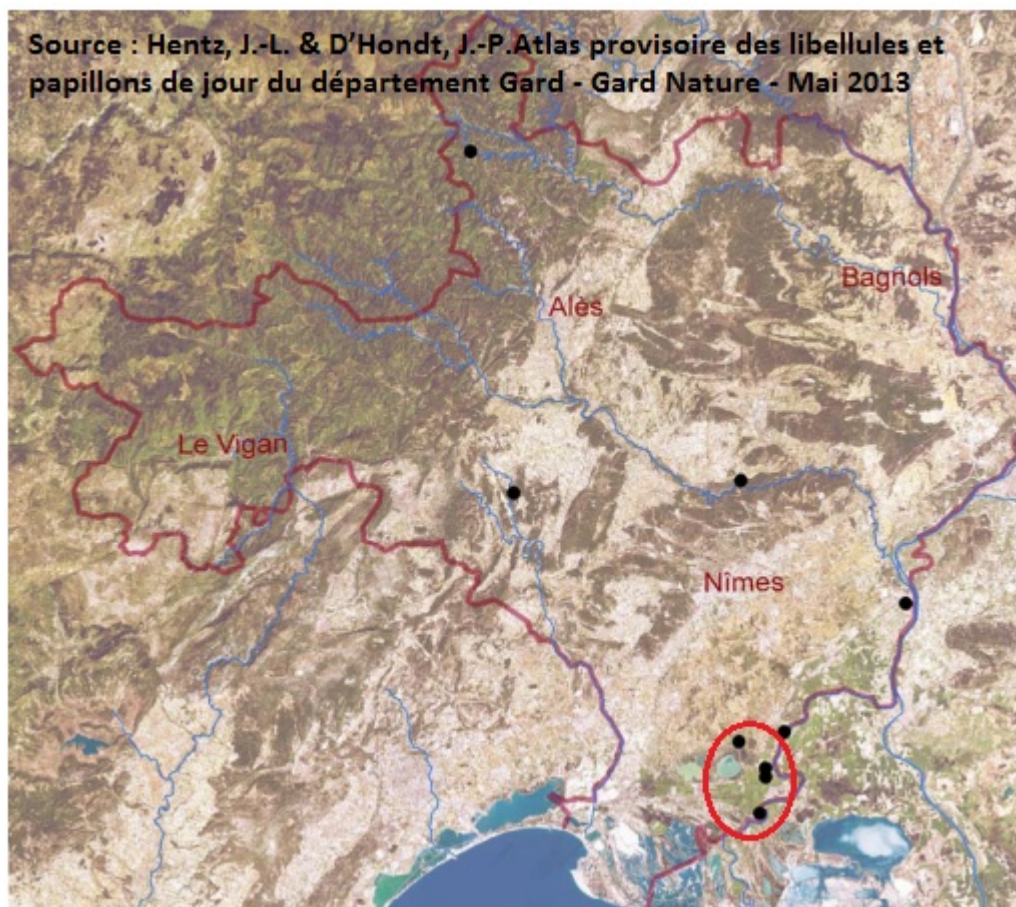 Source : Hentz, J.-L. & D'Hondt, J.-P.Atlas provisoire des libellules et
papillons de jour du département Gard - Gard Nature - Mai 2013
Bagnols
Alès
Le Vigan
Nîmes